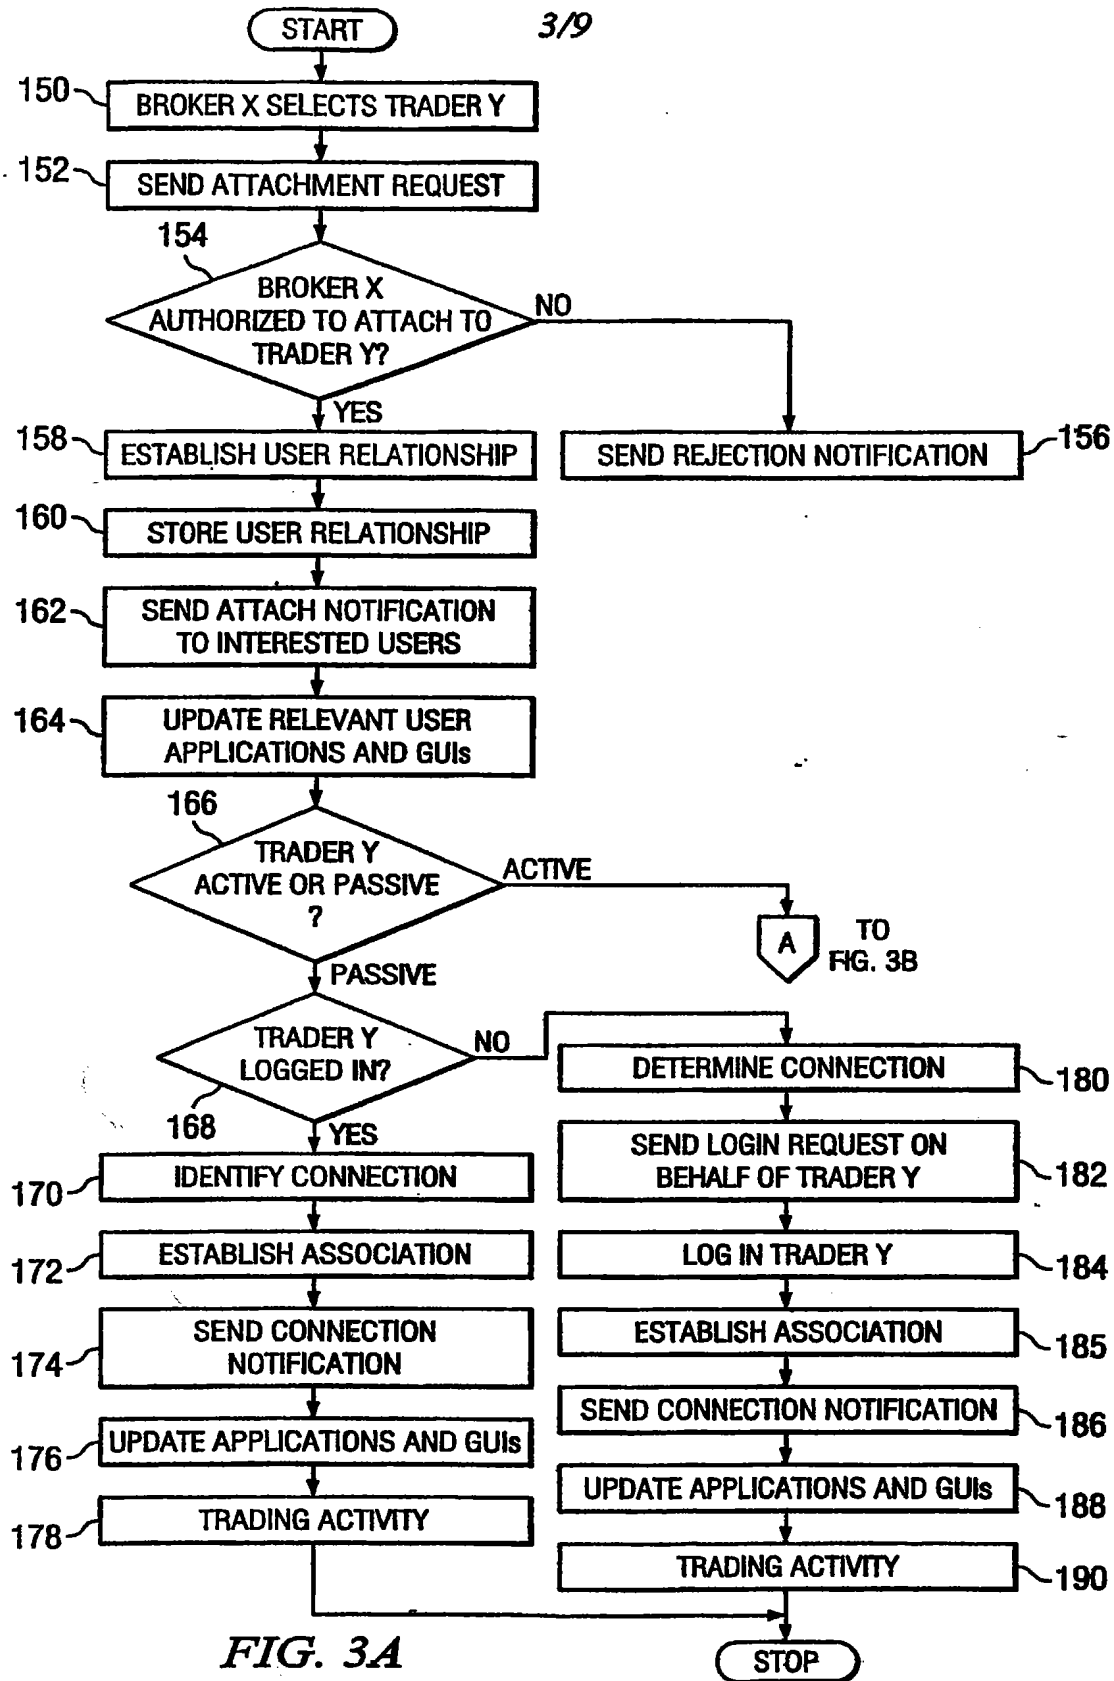 START
3/9
150
BROKER X SELECTS TRADER Y
152
SEND ATTACHMENT REQUEST
154
BROKER X
AUTHORIZED TO ATTACH TO
TRADER Y?
NO
YES
158
ESTABLISH USER RELATIONSHIP
SEND REJECTION NOTIFICATION
156
160
STORE USER RELATIONSHIP
162
SEND ATTACH NOTIFICATION
TO INTERESTED USERS
164
UPDATE RELEVANT USER
APPLICATIONS AND GUIs
166
TRADER Y
ACTIVE OR PASSIVE
?
ACTIVE
A
TO
FIG. 3B
PASSIVE
TRADER Y
LOGGED IN?
NO
168
YES
170
IDENTIFY CONNECTION
172
ESTABLISH ASSOCIATION
174
SEND CONNECTION
NOTIFICATION
176
UPDATE APPLICATIONS AND GUIs
178
TRADING ACTIVITY
DETERMINE CONNECTION
180
SEND LOGIN REQUEST ON
BEHALF OF TRADER Y
182
LOG IN TRADER Y
184
ESTABLISH ASSOCIATION
185
SEND CONNECTION NOTIFICATION
186
UPDATE APPLICATIONS AND GUIs
188
TRADING ACTIVITY
190
STOP
FIG. 3A